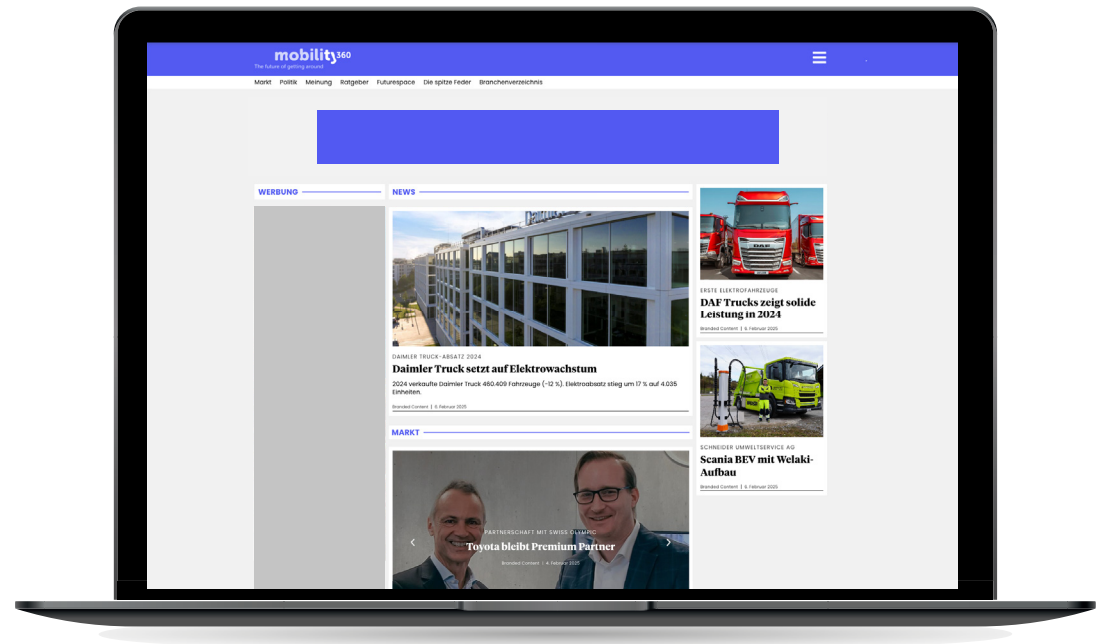 mobility360
The future of getting around
Markt Politik Meinung Ratgeber Futurespace Die spitze Feder Branchenverzeichnis
WERBUNG
NEWS
DAIMLER TRUCK-ABSATZ 2024
Daimler Truck setzt auf Elektrowachstum
2024 verkaufte Daimler Truck 460.409 Fahrzeuge (-12 %). Elektroabsatz stieg um 17 % auf 4.035
Einheiten.
Branded Content | 6. Februar 2025
MARKT
PARTNERSCHAFT MIT SWISS OLYMPIC
Toyota bleibt Premium Partner
Branded Content | 4. Februar 2025
DAF
ERSTE ELEKTROFAHRZEUGE
DAF Trucks zeigt solide
Leistung in 2024
Branded Content | 6. Februar 2025
SCHNEIDER UMWELTSERVICE AG
Scania BEV mit Welaki-
Aufbau
Branded Content | 6. Februar 2025